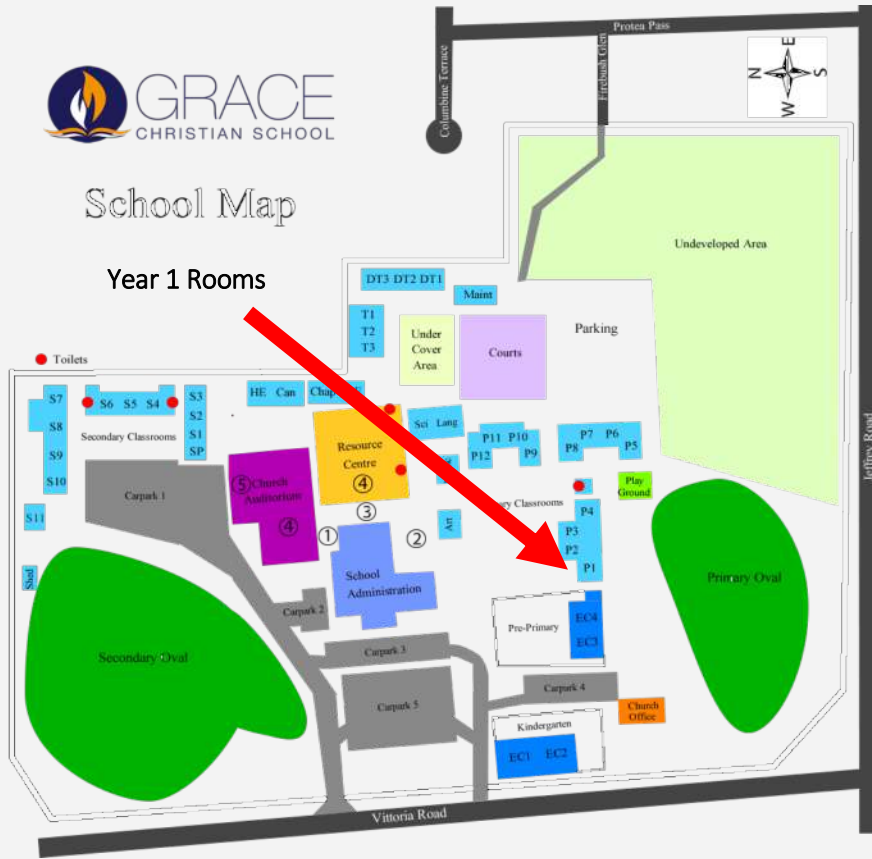 GRACE
CHRISTIAN SCHOOL
School Map
Year 1 Rooms
Protea Pass
Columbine Terrace
Firebush Glen
N E S W
Undeveloped Area
Jeffrey Road
DT3 DT2 DT1
Maint
T1
T2
T3
Under
Cover
Area
Courts
Parking
Toilets
S7
S8
S9
S10
S11
Shed
S6 S5 S4
Secondary Classrooms
S3
S2
S1
SP
HE Can
Resource
Centre
④
③
Sci Lang
P11 P10
P12 P9
P7 P6
P8 P5
Play
Ground
Carpark 1
⑤ Church
Auditorium
④
①
②
Art
Classrooms
P4
P3
P2
P1
School
Administration
Primary Oval
Pre-Primary
EC4
EC3
Carpark 2
Carpark 3
Secondary Oval
Carpark 5
Carpark 4
Church
Office
Kindergarten
EC1 EC2
Vittoria Road